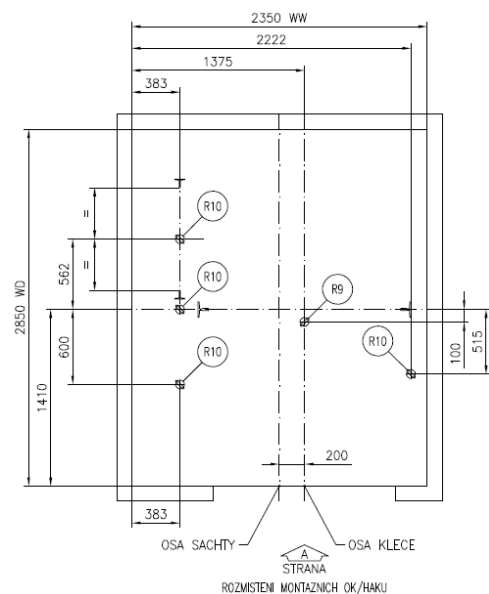 2350 WW
2222
1375
383
R10
=
562
=
R10
R9
2850 WD
R10
600
R10
100
515
1410
200
383
OSA SACHTY
OSA KLECE
A
STRANA
ROZMISTENI MONTAZNICH OK/HAKU